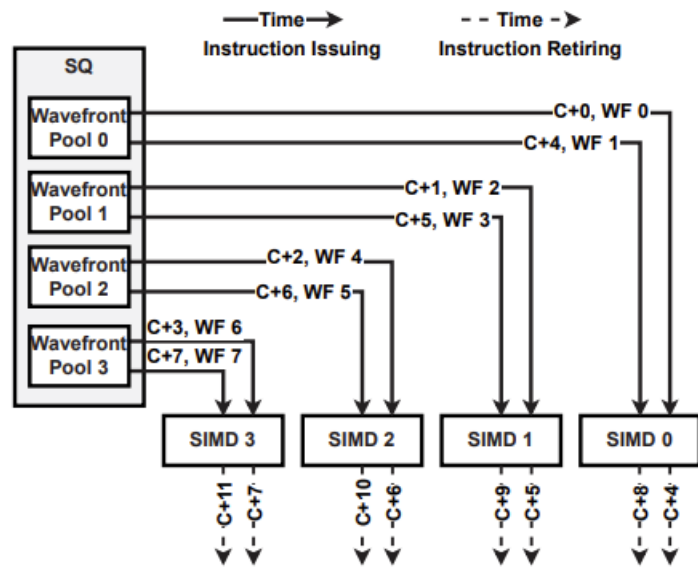 Time
Instruction Issuing
Time
Instruction Retiring
SQ
Wavefront
Pool 0
C+0, WF 0
C+4, WF 1
Wavefront
Pool 1
C+1, WF 2
C+5, WF 3
Wavefront
Pool 2
C+2, WF 4
C+6, WF 5
Wavefront
Pool 3
C+3, WF 6
C+7, WF 7
SIMD 3
SIMD 2
SIMD 1
SIMD 0
C+11
C+7
C+10
C+6
C+9
C+5
C+8
C+4